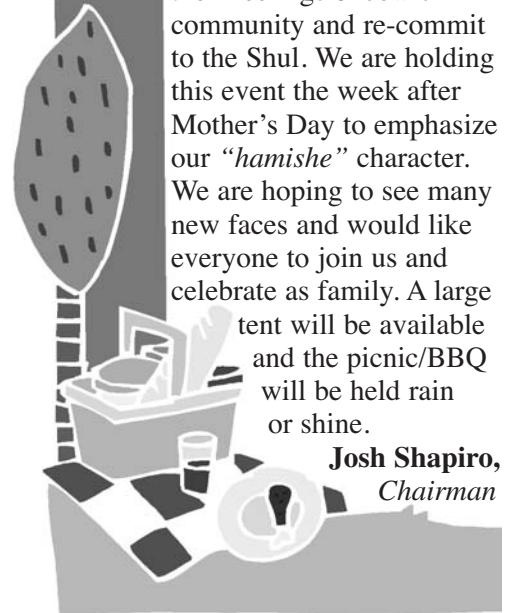 community and re-commit
to the Shul. We are holding
this event the week after
Mother’s Day to emphasize
our “hamishe” character.
We are hoping to see many
new faces and would like
everyone to join us and
celebrate as family. A large
tent will be available
and the picnic/BBQ
will be held rain
or shine.
Josh Shapiro,
Chairman